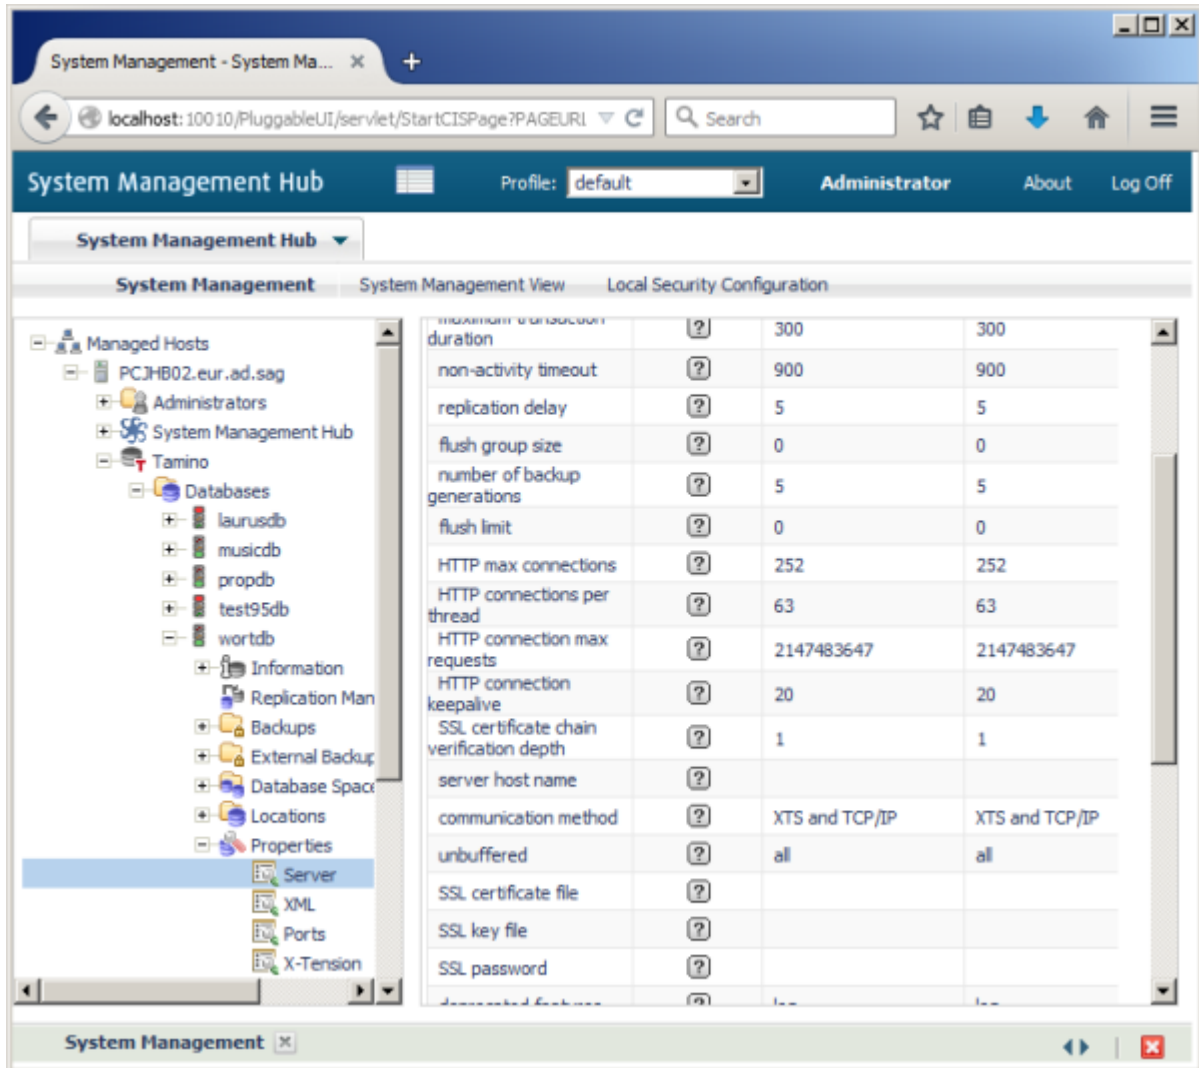 System Management - System Ma...
localhost:10010/PluggableUI/servlet/StartCISPage?PAGEURL
Search
System Management Hub
Profile: default
Administrator
About
Log Off
System Management Hub
System Management
System Management View
Local Security Configuration
Managed Hosts
PCJHB02.eur.ad.sag
Administrators
System Management Hub
Tamino
Databases
laurusdb
musicdb
propdb
test95db
wortdb
Information
Replication Man
Backups
External Backup
Database Space
Locations
Properties
Server
XML
Ports
X-Tension
maximum transaction
duration ? 300 300
non-activity timeout ? 900 900
replication delay ? 5 5
flush group size ? 0 0
number of backup
generations ? 5 5
flush limit ? 0 0
HTTP max connections ? 252 252
HTTP connections per
thread ? 63 63
HTTP connection max
requests ? 2147483647 2147483647
HTTP connection
keepalive ? 20 20
SSL certificate chain
verification depth ? 1 1
server host name ?
communication method ? XTS and TCP/IP XTS and TCP/IP
unbuffered ? all all
SSL certificate file ?
SSL key file ?
SSL password ?
deprecated features ? log log
System Management